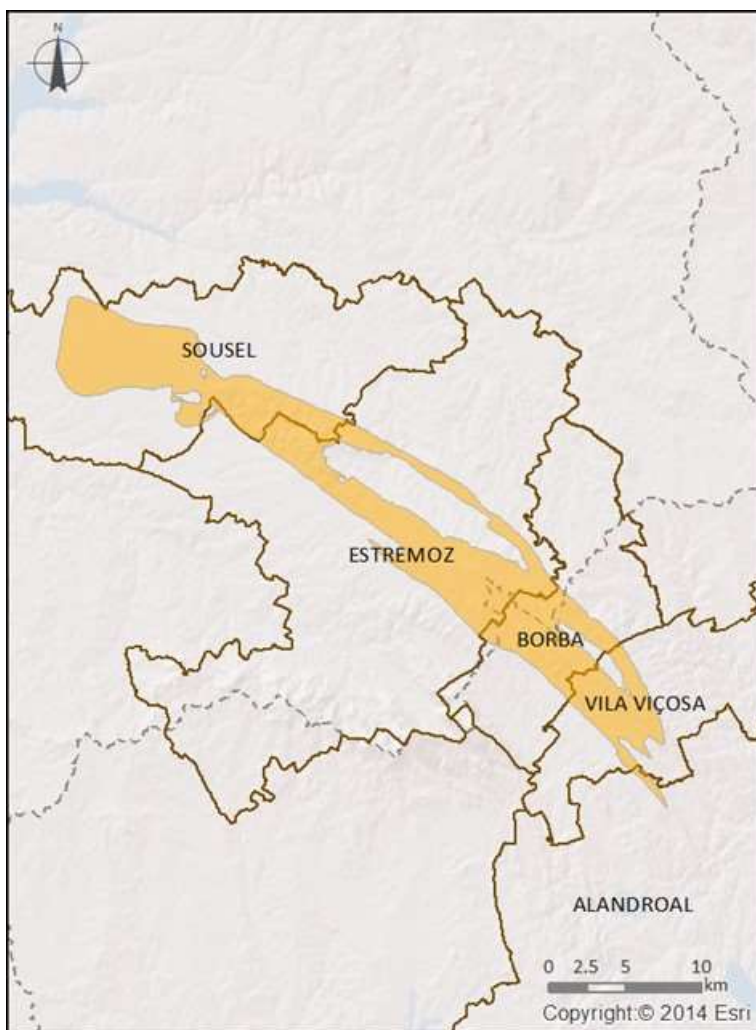 N
SOUSEL
ESTREMOZ
BORBA
VILA VIÇOSA
ALANDROAL
0 2.5 5 10
km
Copyright:© 2014 Esri